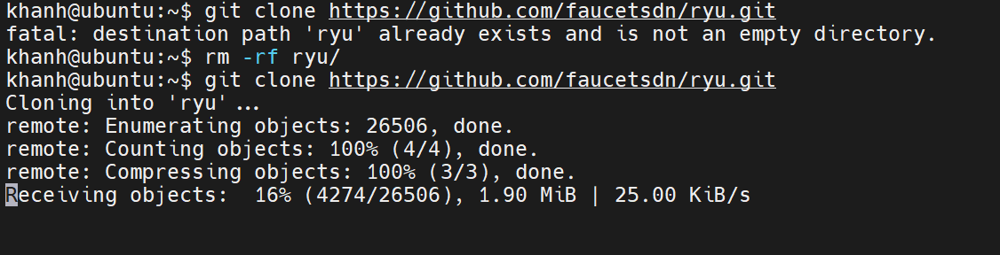 khanh@ubuntu:~$ git clone https://github.com/faucetsdn/ryu.git
fatal: destination path 'ryu' already exists and is not an empty directory.
khanh@ubuntu:~$ rm -rf ryu/
khanh@ubuntu:~$ git clone https://github.com/faucetsdn/ryu.git
Cloning into 'ryu'...
remote: Enumerating objects: 26506, done.
remote: Counting objects: 100% (4/4), done.
remote: Compressing objects: 100% (3/3), done.
Receiving objects:  16% (4274/26506), 1.90 MiB | 25.00 KiB/s